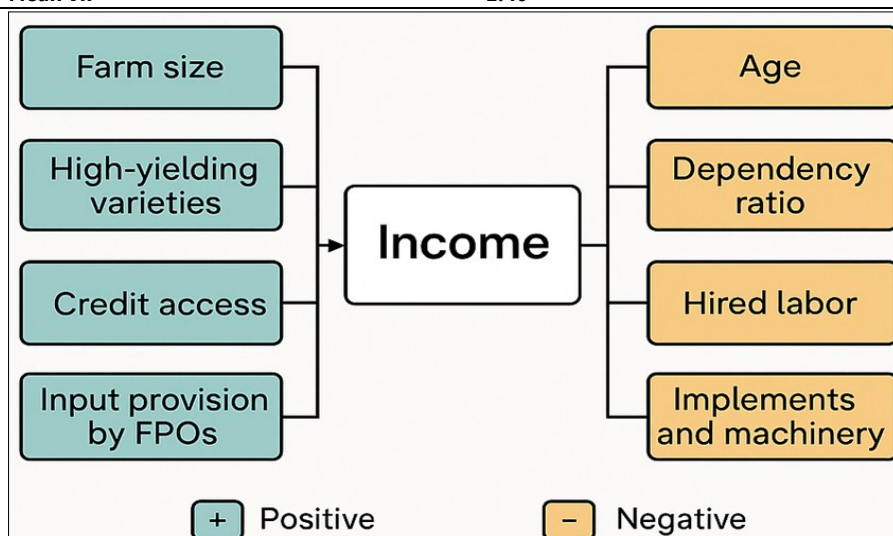 Farm size
High-yielding
varieties
Credit access
Input provision
by FPOs
Income
Age
Dependency
ratio
Hired labor
Implements
and machinery
+ Positive
− Negative